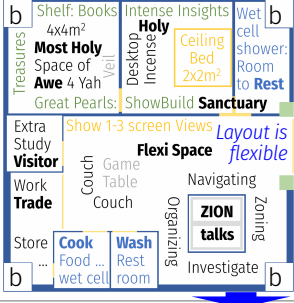 b
Shelf: Books
Treasures
4x4m²
Most Holy
Space of
Awe 4 Yah
Veil
Great Pearls:
Intense Insights
Holy
Desktop
Incense
Ceiling
Bed
2x2m²
ShowBuild Sanctuary
b
Wet
cell
shower:
Room
to Rest
Extra
Study
Visitor
Work
Trade
Store
...
b
Show 1-3 screen Views
Flexi Space
Couch
Game
Table
Couch
Layout is
flexible
Navigating
Organizing
ZION
talks
Zoning
Investigate
Cook
Food ...
wet cell
Wash
Rest
room
b